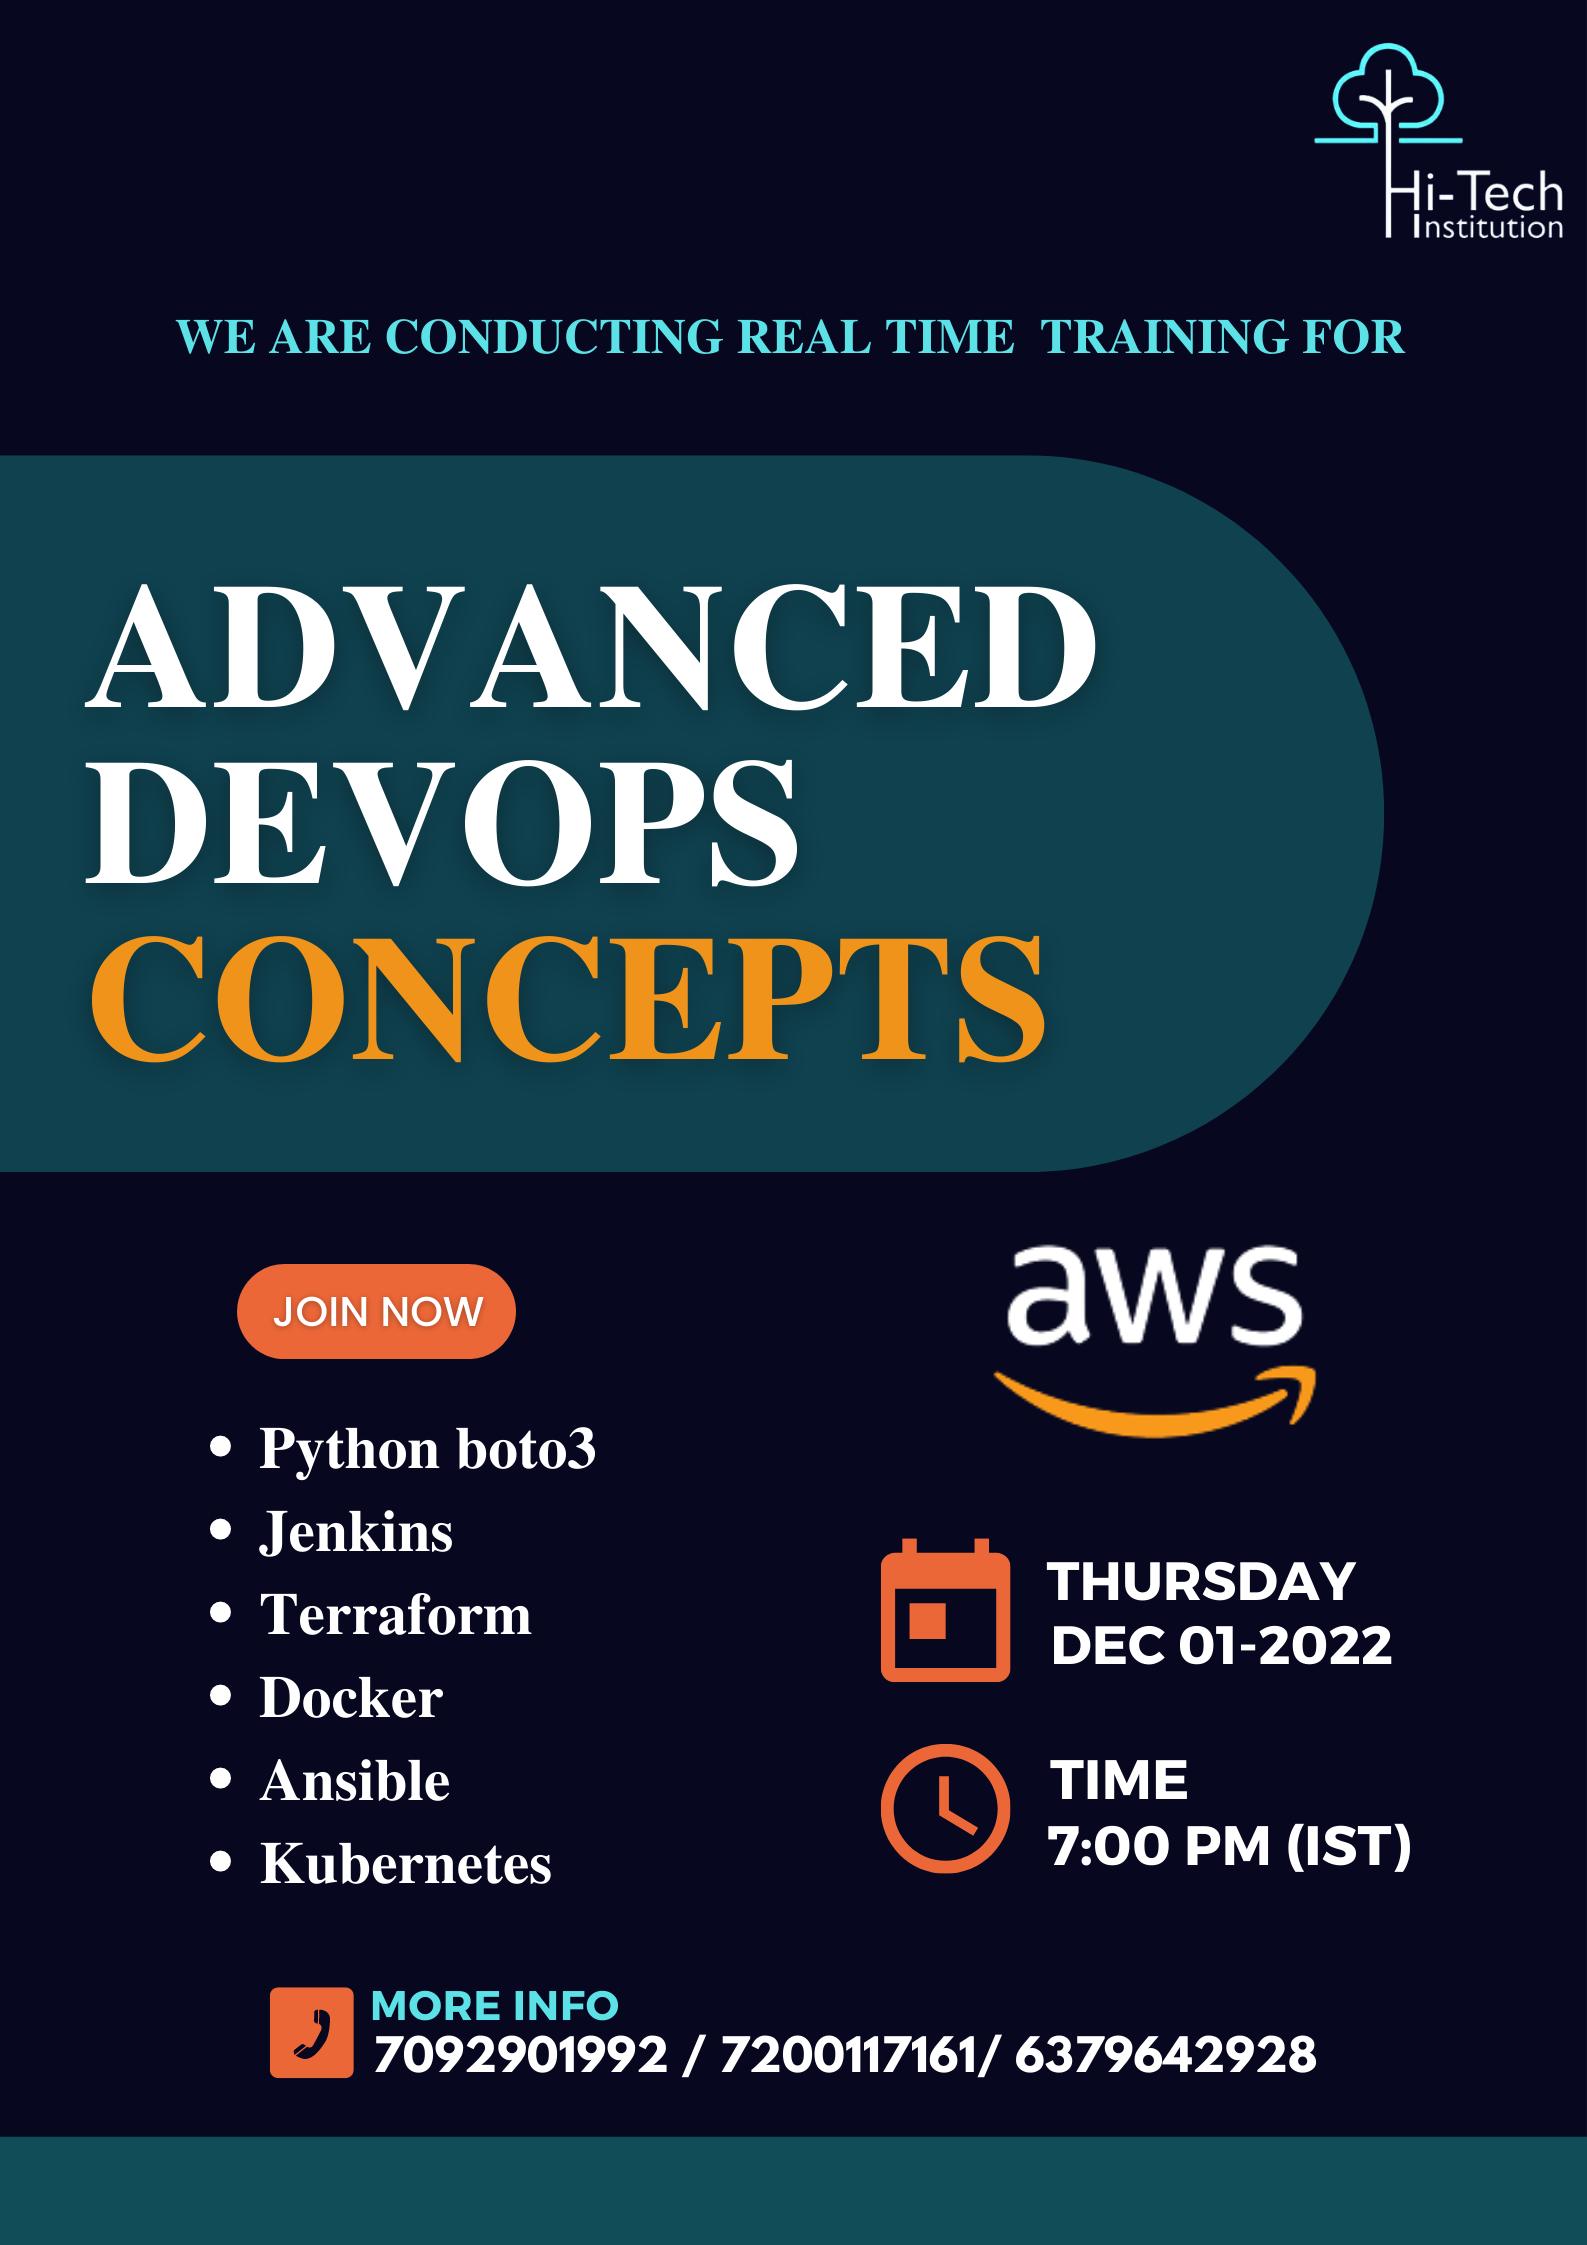 Hi-Tech
Institution
WE ARE CONDUCTING REAL TIME TRAINING FOR
ADVANCED
DEVOPS
CONCEPTS
JOIN NOW
aws
• Python boto3
• Jenkins
• Terraform
• Docker
• Ansible
• Kubernetes
THURSDAY
DEC 01-2022
TIME
7:00 PM (IST)
MORE INFO
7092901992 / 7200117161/ 6379642928